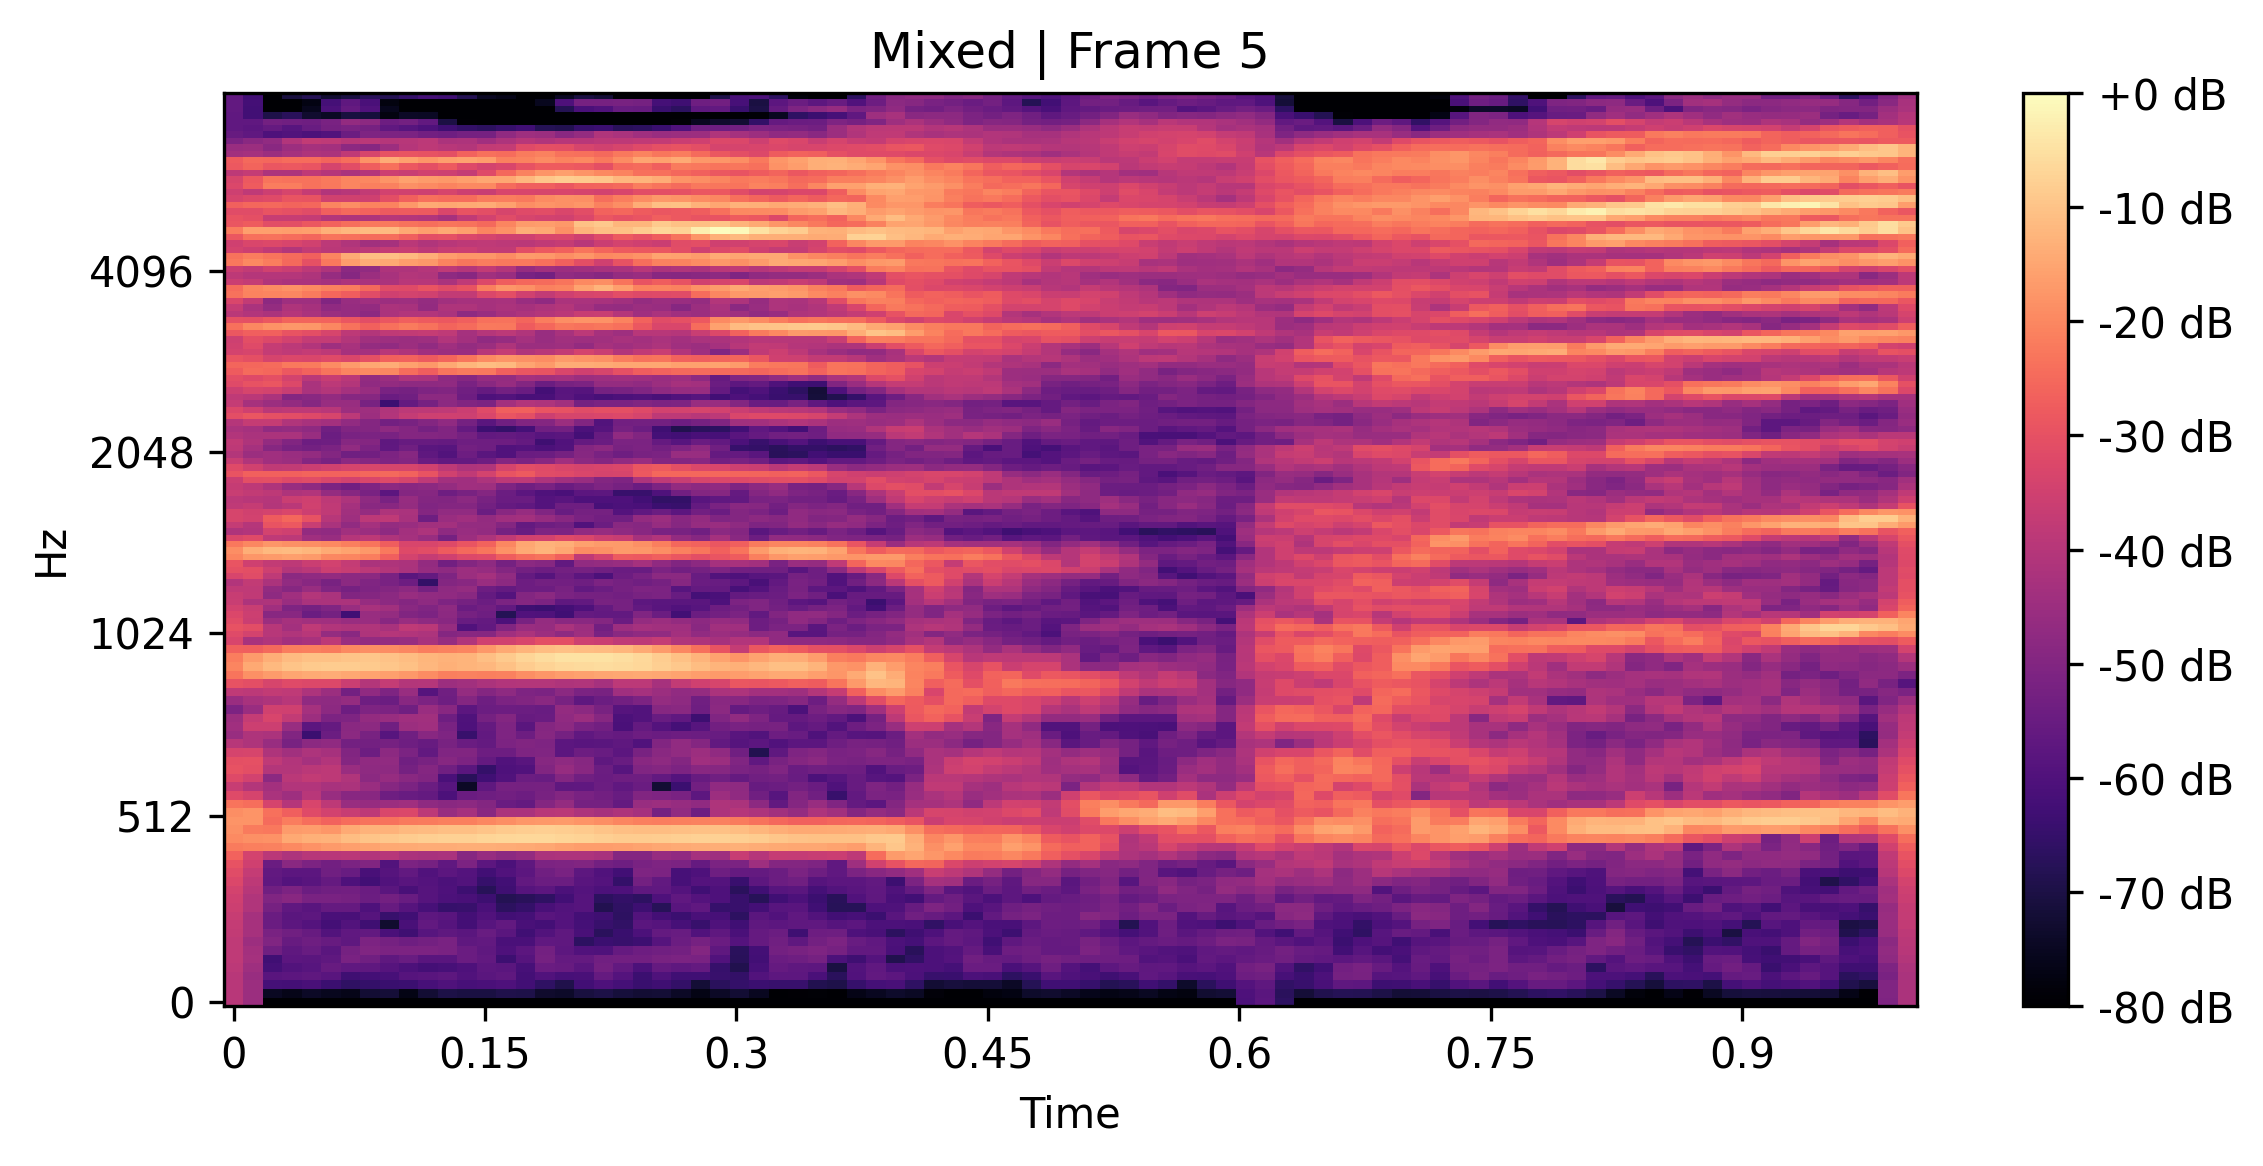 Mixed | Frame 5
+0 dB
-10 dB
-20 dB
-30 dB
-40 dB
-50 dB
-60 dB
-70 dB
-80 dB
Hz
4096
2048
1024
512
0
0 0.15 0.3 0.45 0.6 0.75 0.9
Time